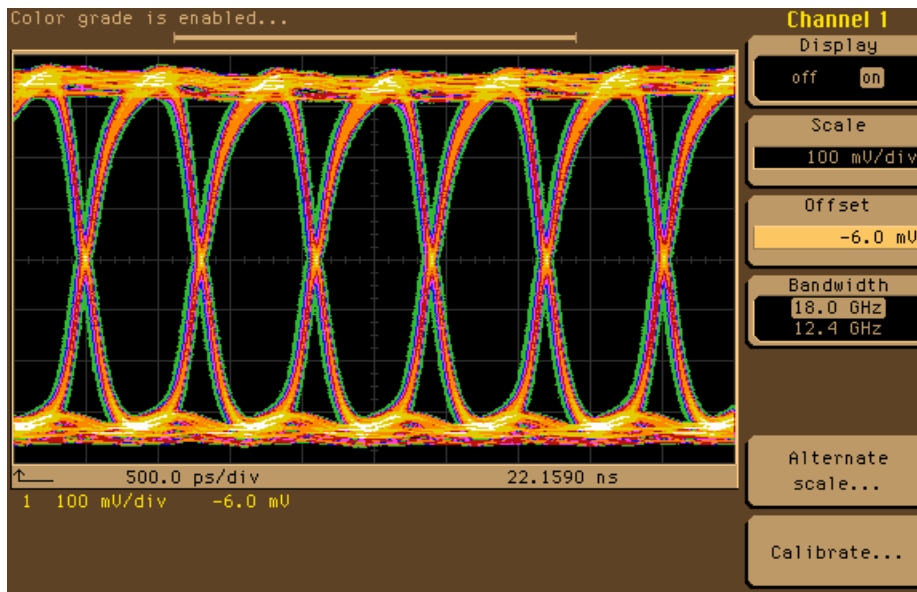 Color grade is enabled...
Channel 1
Display
off on
Scale
100 mV/div
Offset
-6.0 mV
Bandwidth
18.0 GHz
12.4 GHz
Alternate
scale...
Calibrate...
500.0 ps/div 22.1590 ns
1 100 mV/div -6.0 mV